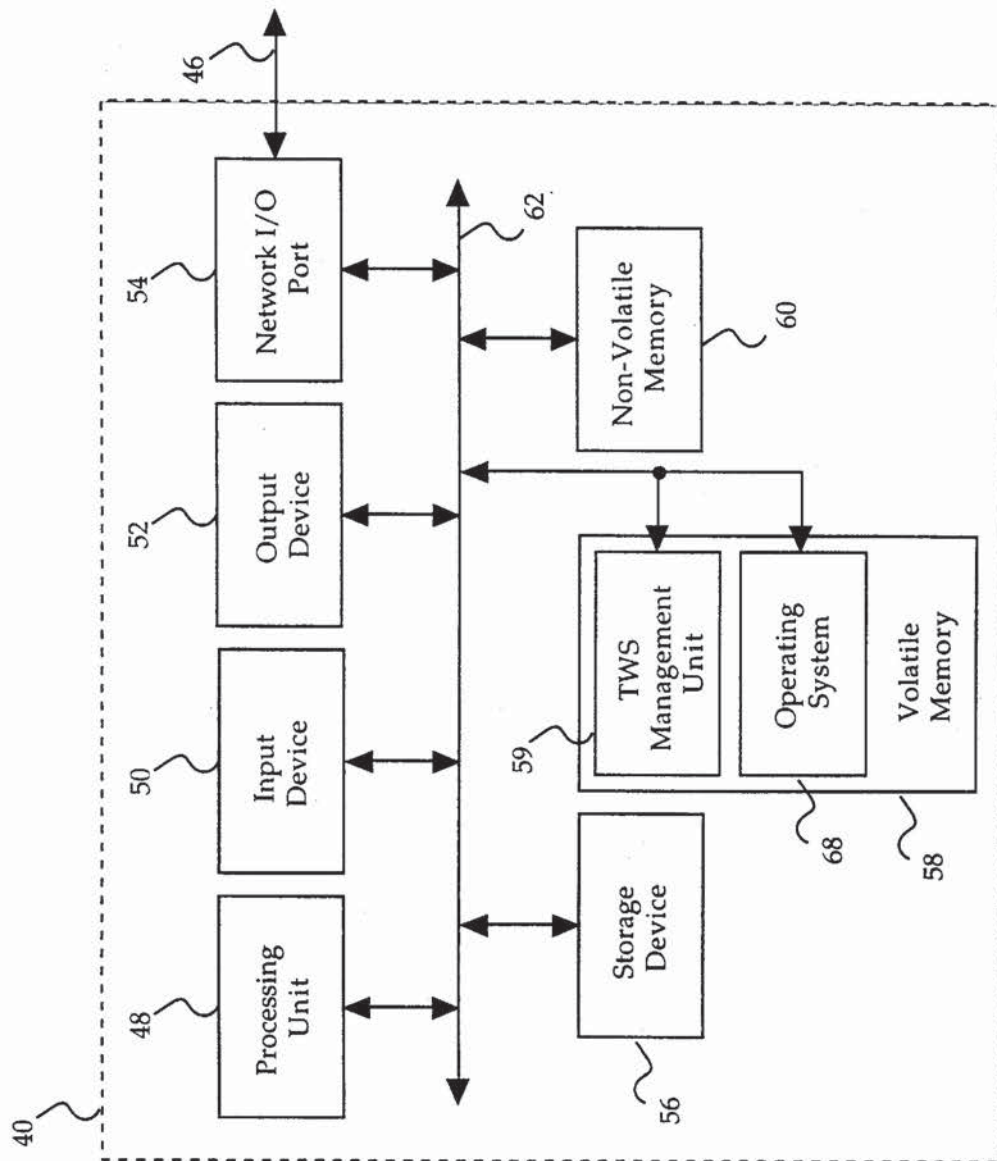 40
48
50
52
54
46
Processing
Unit
Input
Device
Output
Device
Network I/O
Port
62
59
Storage
Device
TWS
Management
Unit
Operating
System
Volatile
Memory
Non-Volatile
Memory
56
68
58
60